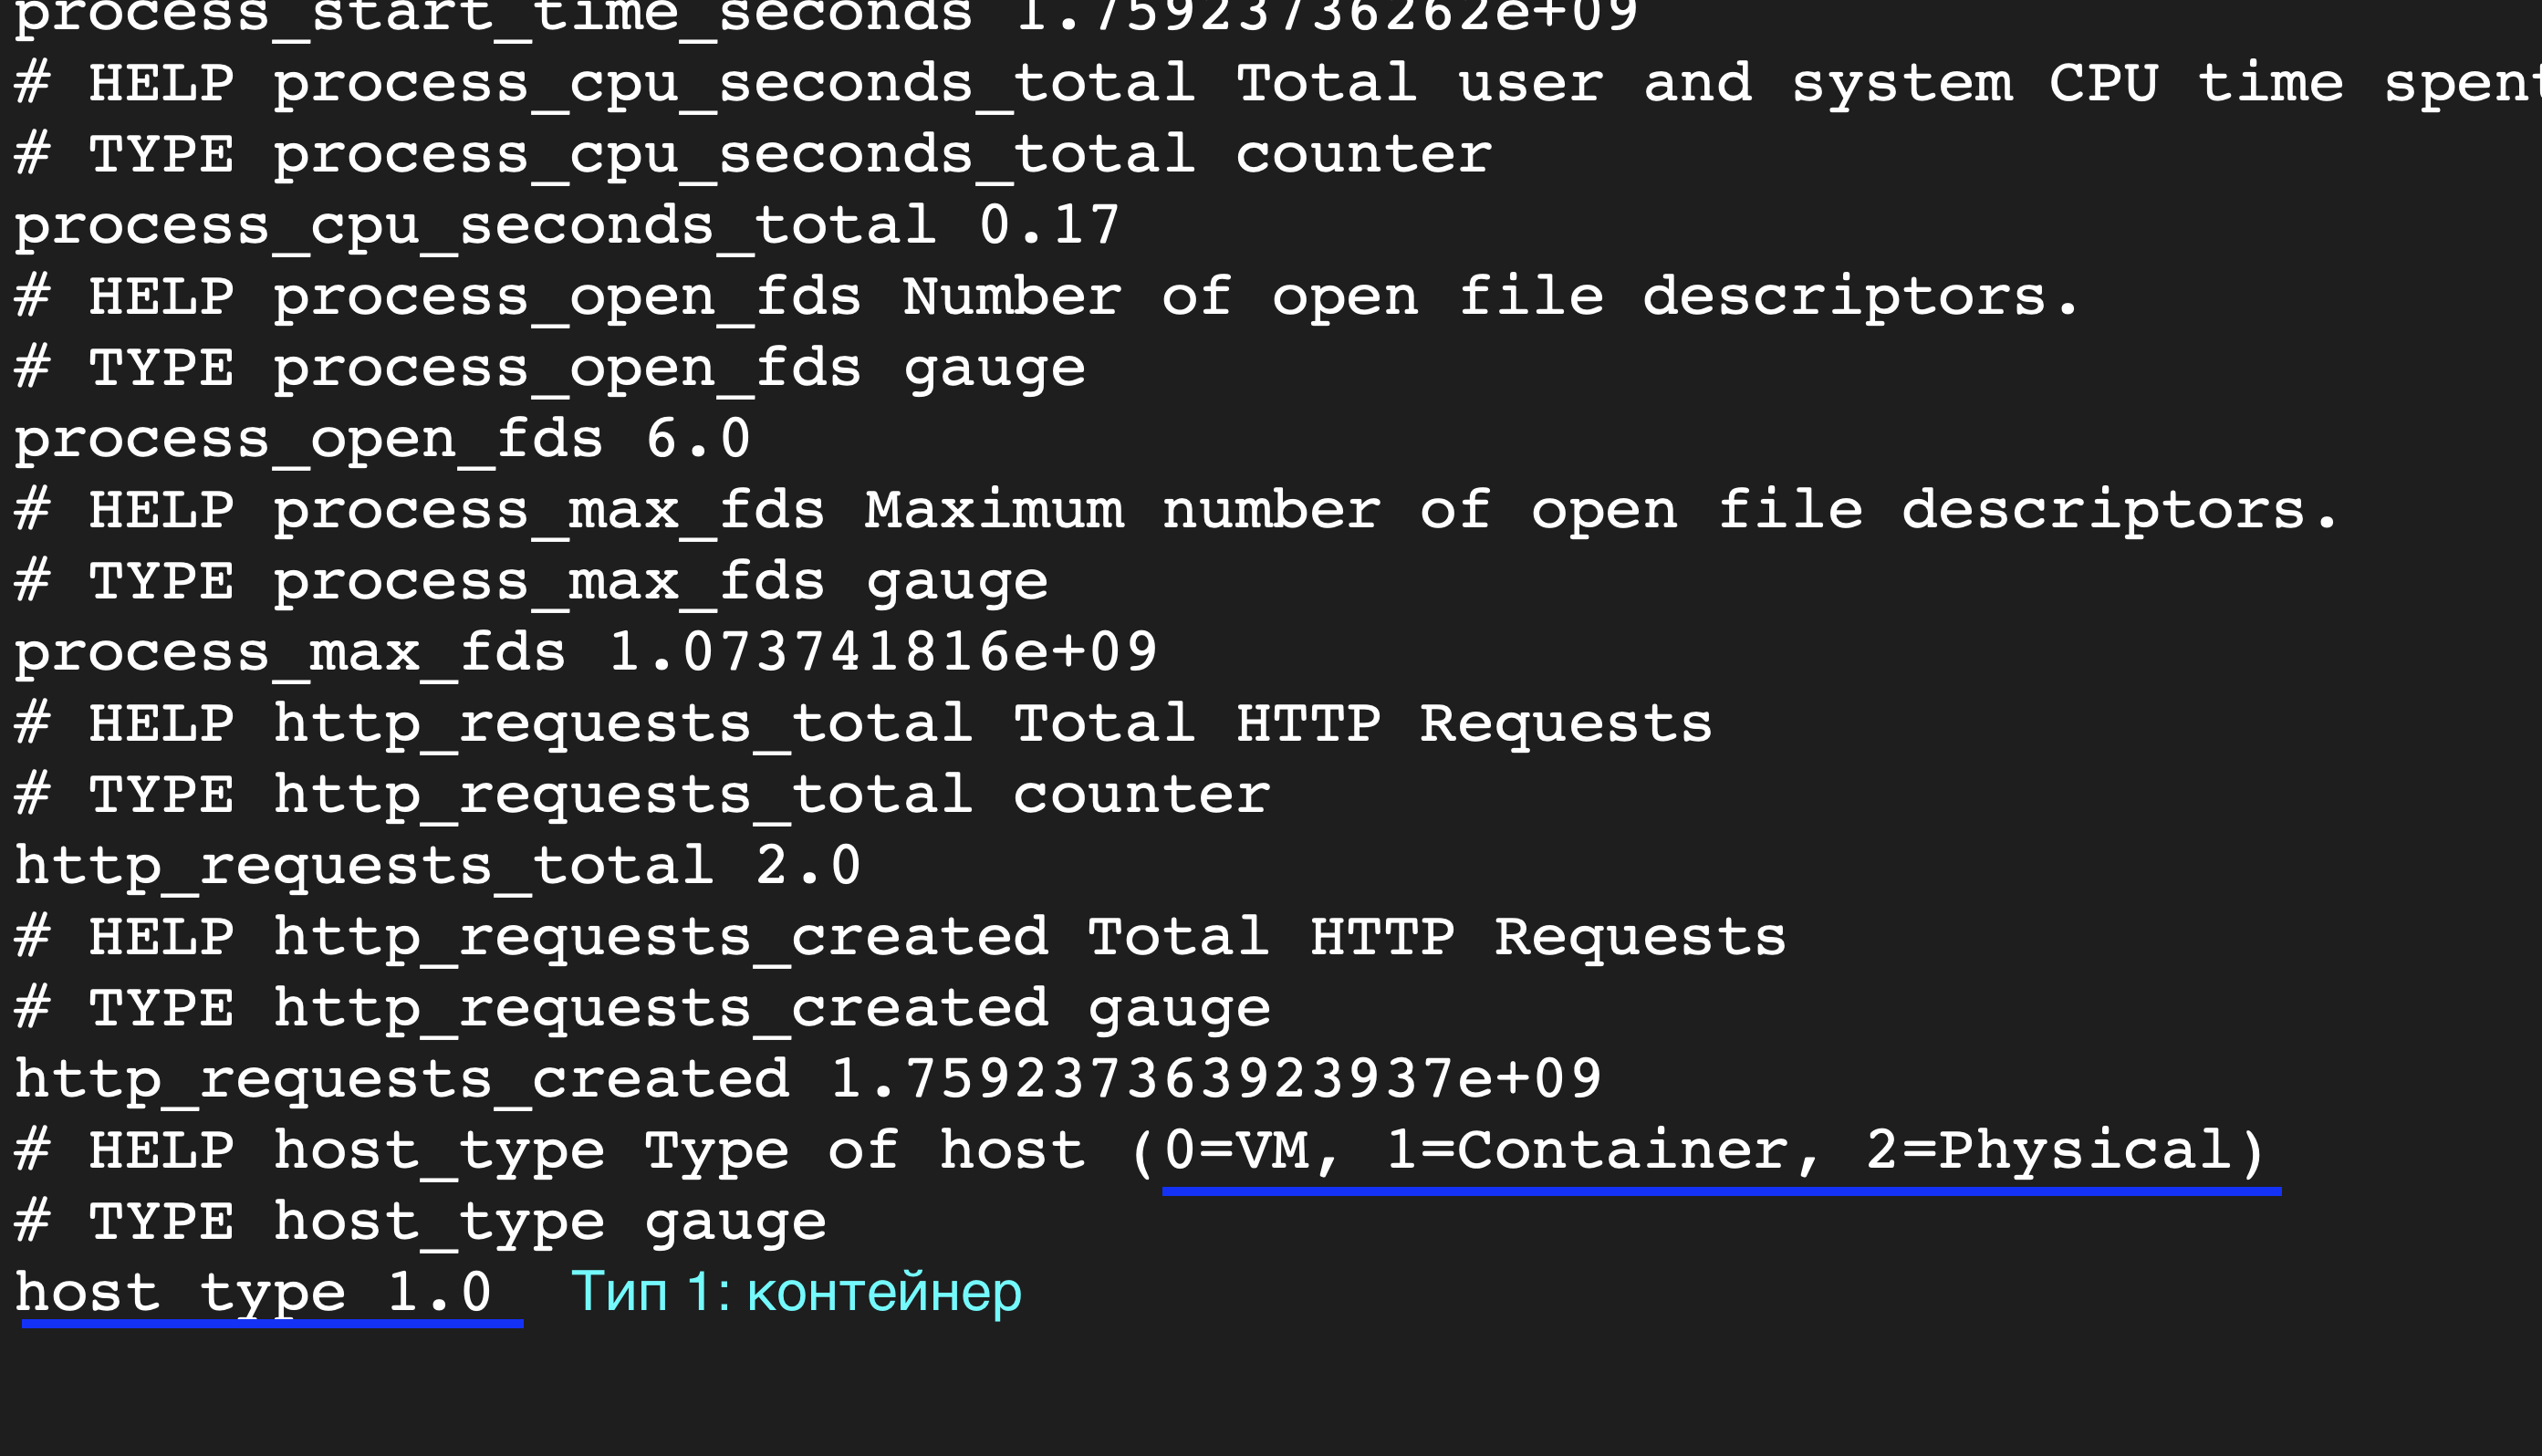 process_start_time_seconds 1.75923736262e+09
# HELP process_cpu_seconds_total Total user and system CPU time spent
# TYPE process_cpu_seconds_total counter
process_cpu_seconds_total 0.17
# HELP process_open_fds Number of open file descriptors.
# TYPE process_open_fds gauge
process_open_fds 6.0
# HELP process_max_fds Maximum number of open file descriptors.
# TYPE process_max_fds gauge
process_max_fds 1.073741816e+09
# HELP http_requests_total Total HTTP Requests
# TYPE http_requests_total counter
http_requests_total 2.0
# HELP http_requests_created Total HTTP Requests
# TYPE http_requests_created gauge
http_requests_created 1.759237363923937e+09
# HELP host_type Type of host (0=VM, 1=Container, 2=Physical)
# TYPE host_type gauge
host_type 1.0 Тип 1: контейнер